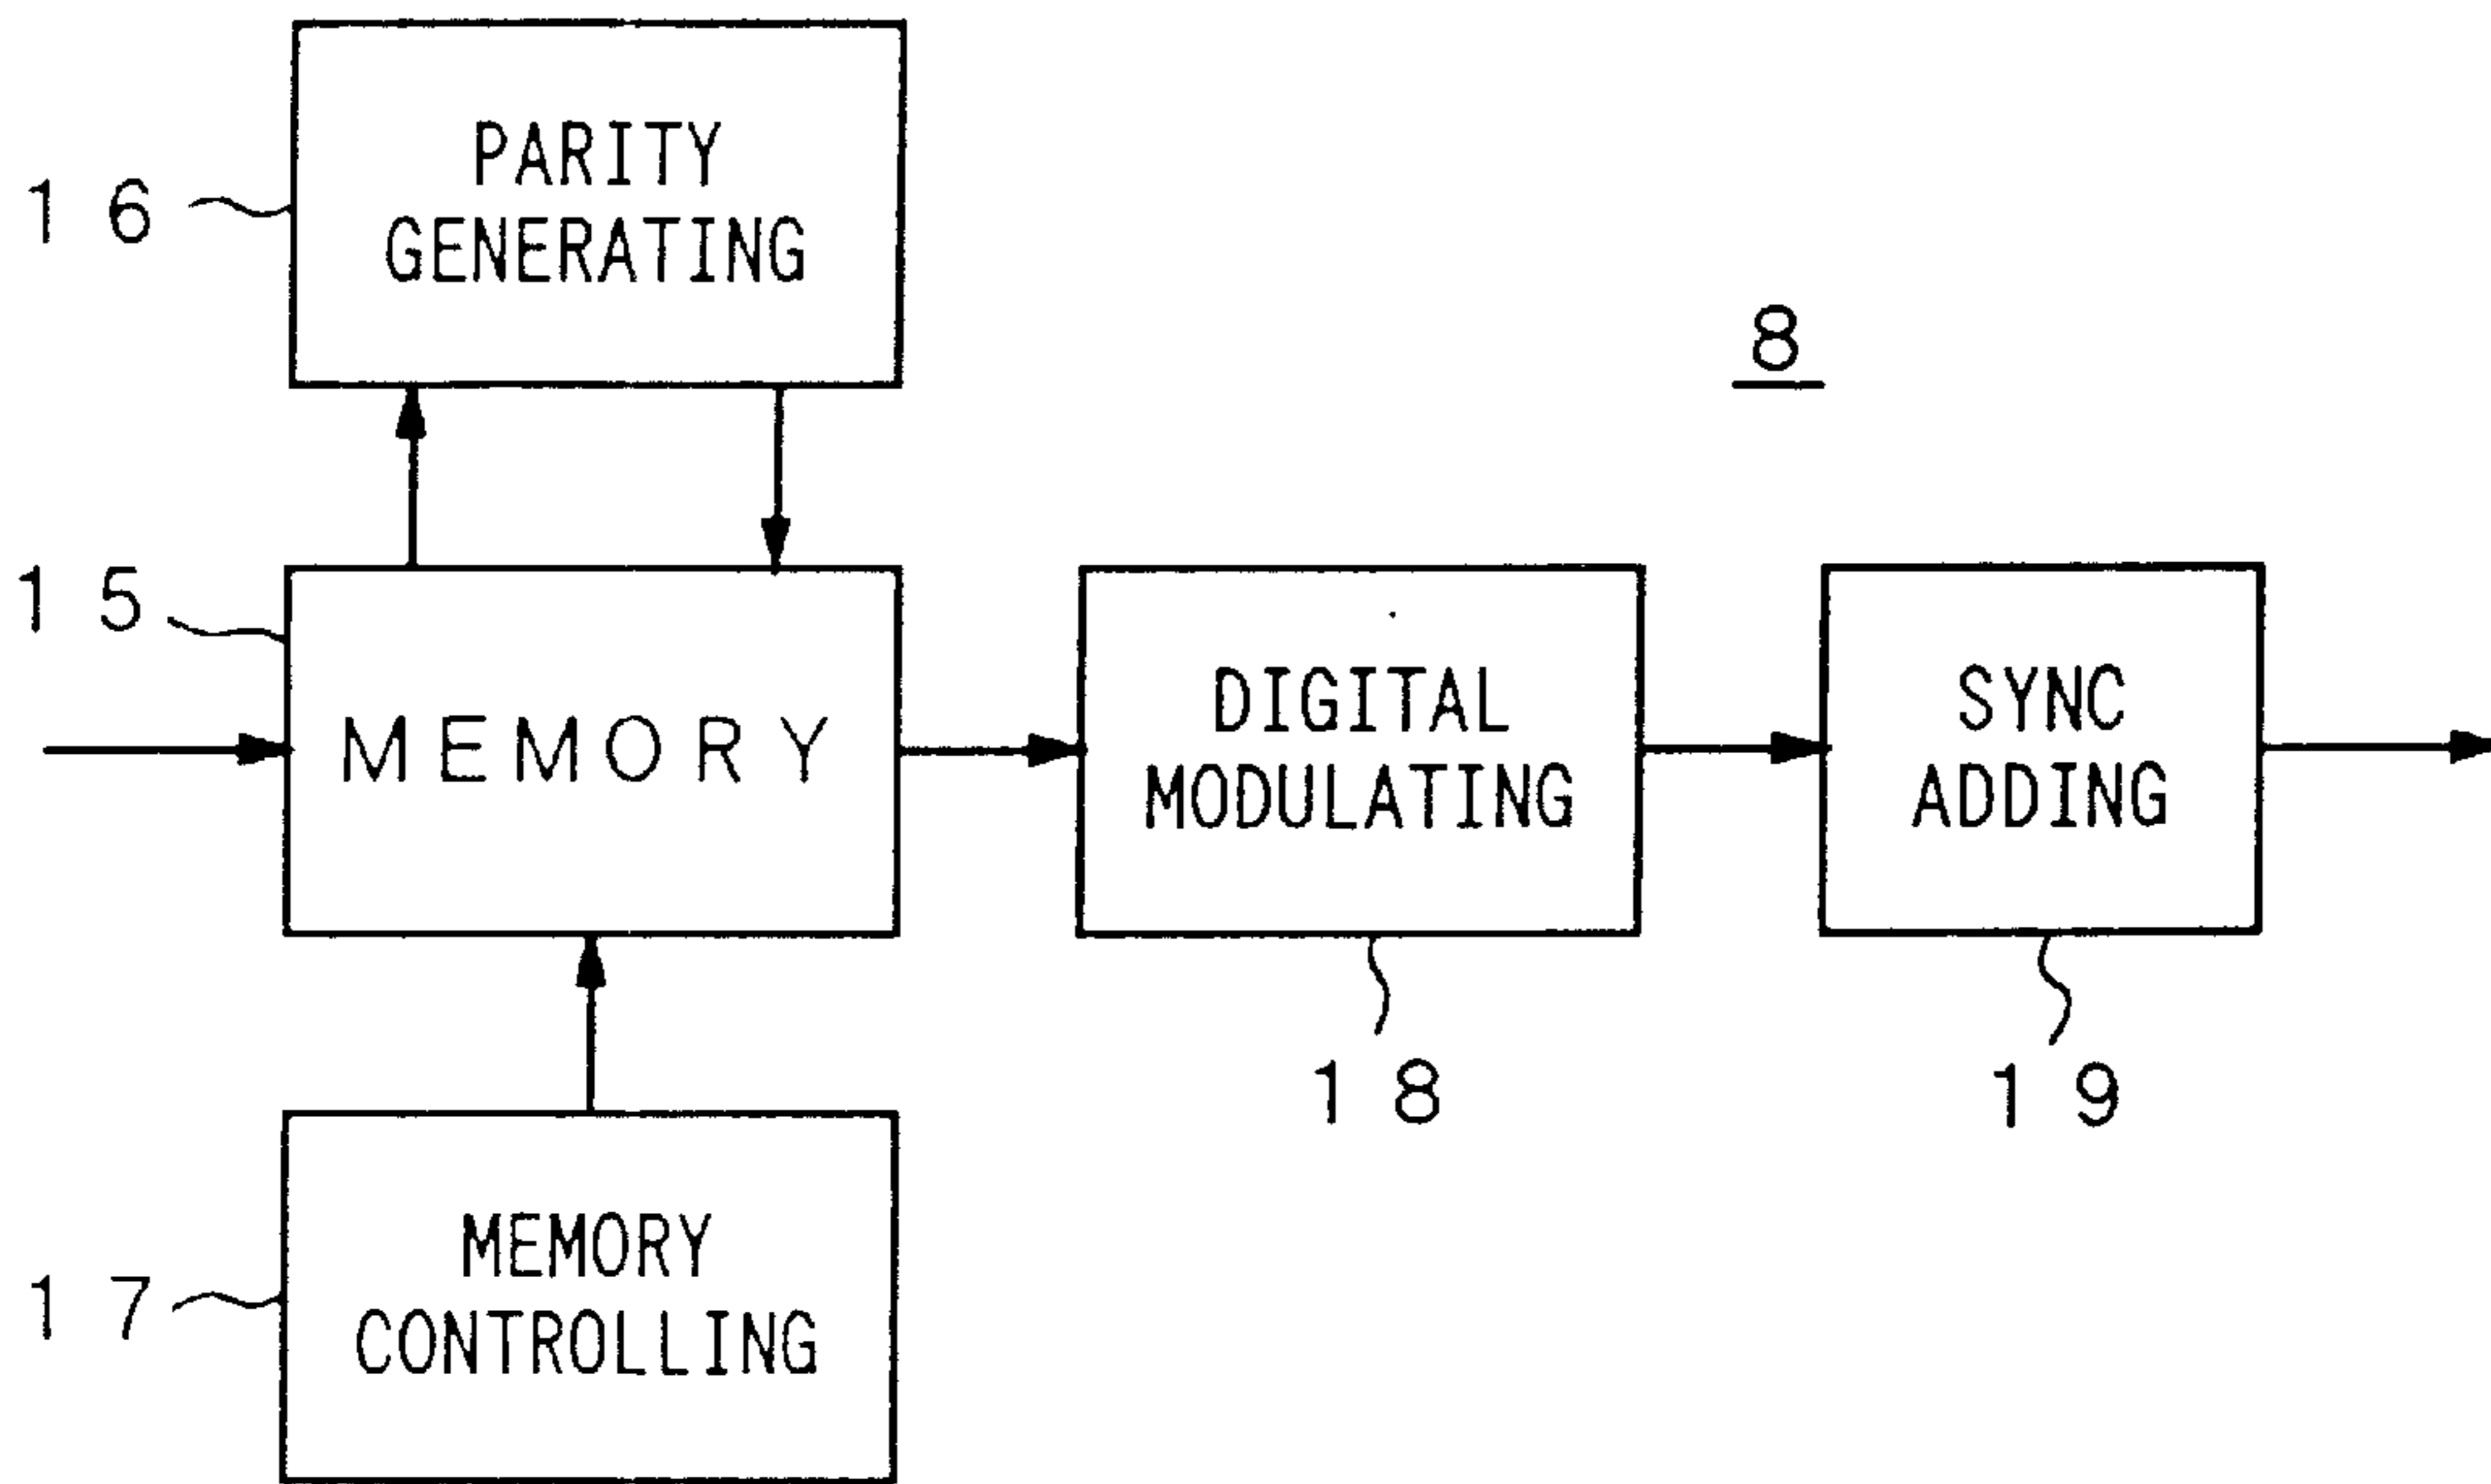 16
PARITY
GENERATING
8
15
MEMORY
DIGITAL
MODULATING
SYNC
ADDING
18
19
17
MEMORY
CONTROLLING